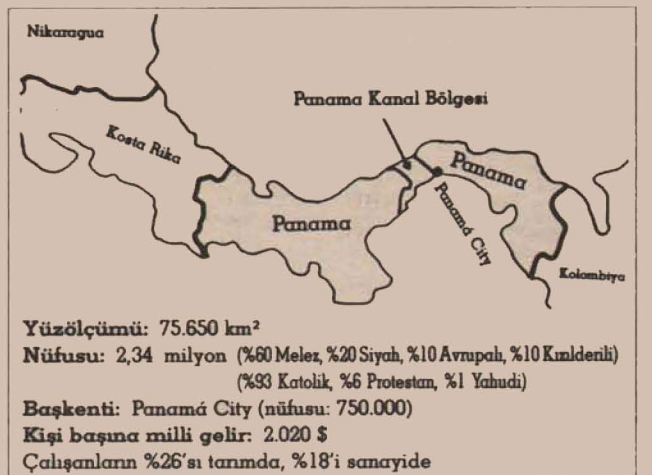 Nikaragua
Panama Kanal Bölgesi
Kosta Rika
Panama
Panama
Panamá City
Kolombiya
Yüzölçümü: 75.650 km²
Nüfusu: 2,34 milyon (%60 Melez, %20 Siyah, %10 Avrupalı, %10 Kızılderili)
(%93 Katolik, %6 Protestan, %1 Yahudi)
Başkenti: Panamá City (nüfusu: 750.000)
Kişi başına milli gelir: 2.020 $
Çalışanların %26'sı tarımda, %18'i sanayide